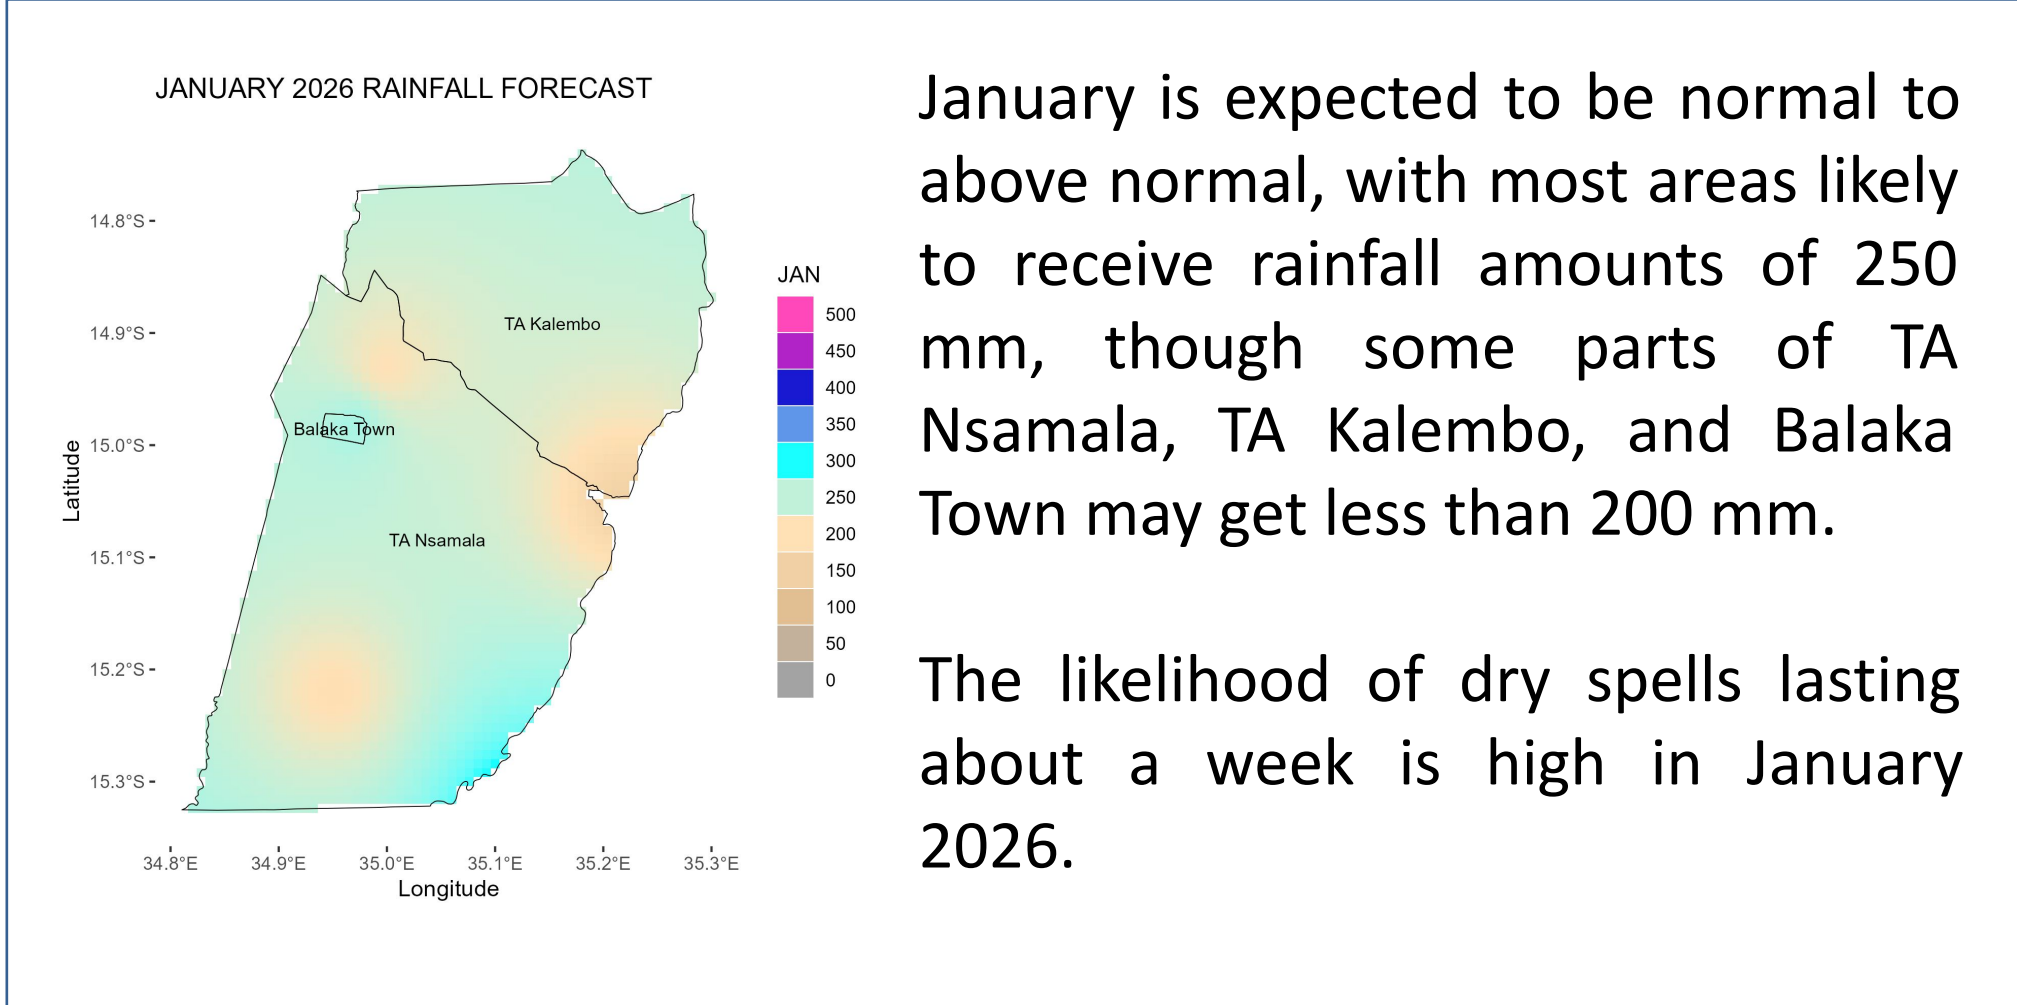 JANUARY 2026 RAINFALL FORECAST
14.8°S
14.9°S
15.0°S
15.1°S
15.2°S
15.3°S
Latitude
TA Kalembo
Balaka Town
TA Nsamala
34.8°E
34.9°E
35.0°E
35.1°E
35.2°E
35.3°E
Longitude
JAN
500
450
400
350
300
250
200
150
100
50
0
January is expected to be normal to
above normal, with most areas likely
to receive rainfall amounts of 250
mm, though some parts of TA
Nsamala, TA Kalembo, and Balaka
Town may get less than 200 mm.
The likelihood of dry spells lasting
about a week is high in January
2026.